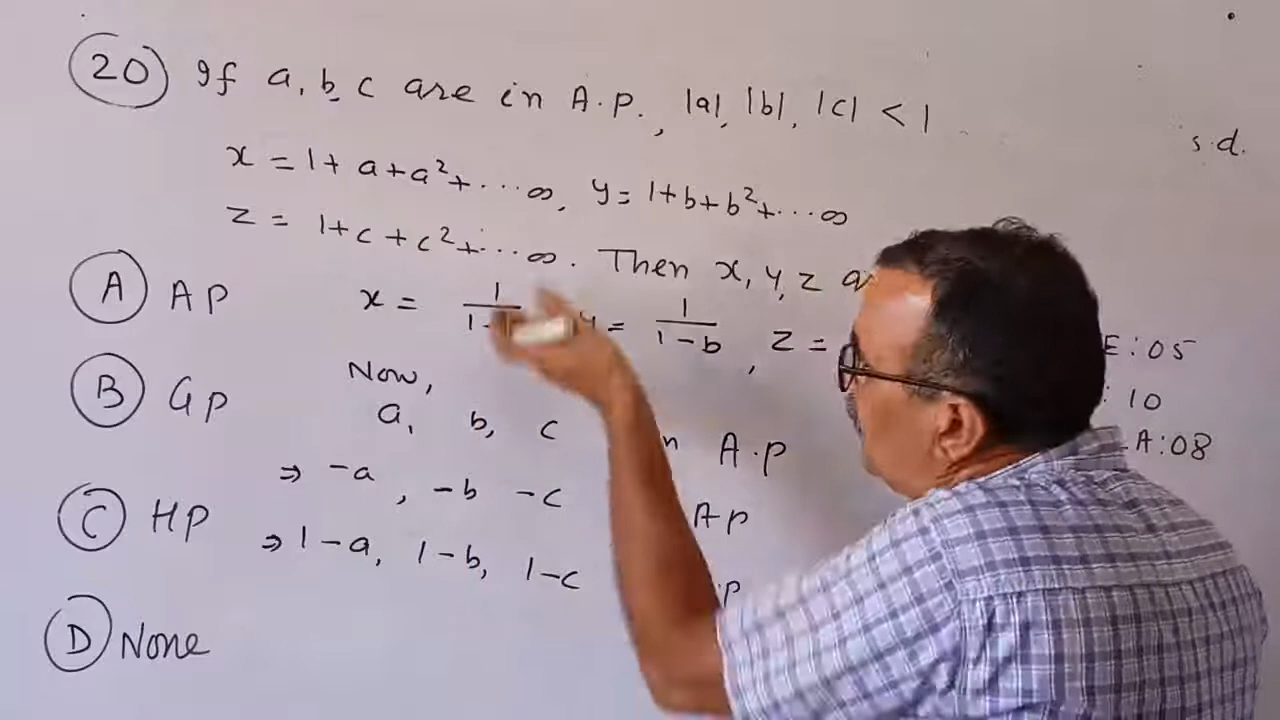 20 If a, b, c are in A.P., |a|, |b|, |c| < 1
s.d.
x = 1 + a + a² + ... ∞, y = 1 + b + b² + ... ∞
z = 1 + c + c² + ... ∞. Then x, y, z
A AP
x = 1/1- y = 1/1-b, z =
E:05
: 10
A:08
B GP
Now,
a, b, c n A.P
⇒ -a, -b -c AP
C HP
⇒ 1-a, 1-b, 1-c P
D None